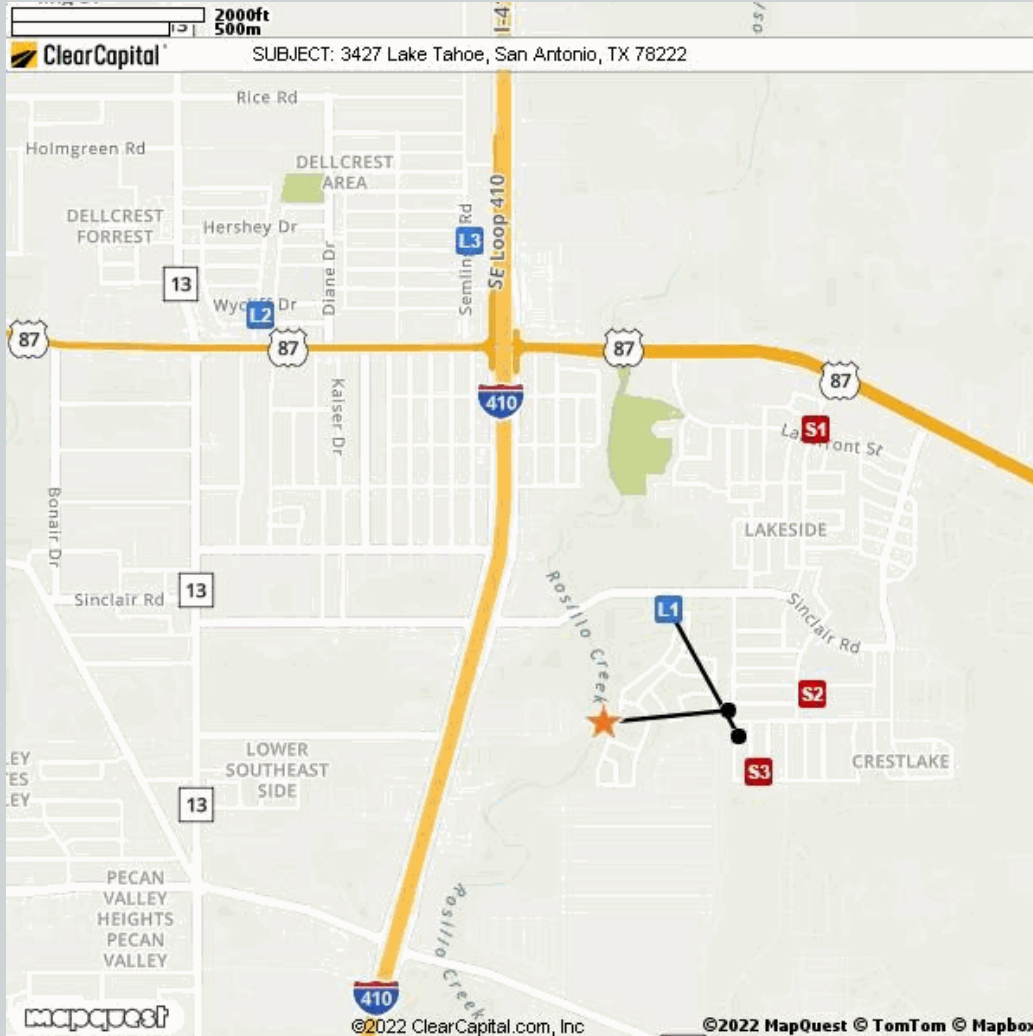 2000ft
500m
ClearCapital
SUBJECT: 3427 Lake Tahoe, San Antonio, TX 78222
Rice Rd
Holmgreen Rd
DELLCREST
AREA
DELLCREST
FORREST
Hershey Dr
Diane Dr
SE Loop 410
L3
13
L2
87
87
87
87
410
Kaiser Dr
S1
LAKESIDE
Bonair Dr
13
Sinclair Rd
Rosillo Creek
L1
Sinclair Rd
S2
LOWER
SOUTHEAST
SIDE
S3
CRESTLAKE
13
PECAN
VALLEY
HEIGHTS
PECAN
VALLEY
Rosillo Creek
410
mapquest
©2022 ClearCapital.com, Inc
©2022 MapQuest © TomTom © Mapbox